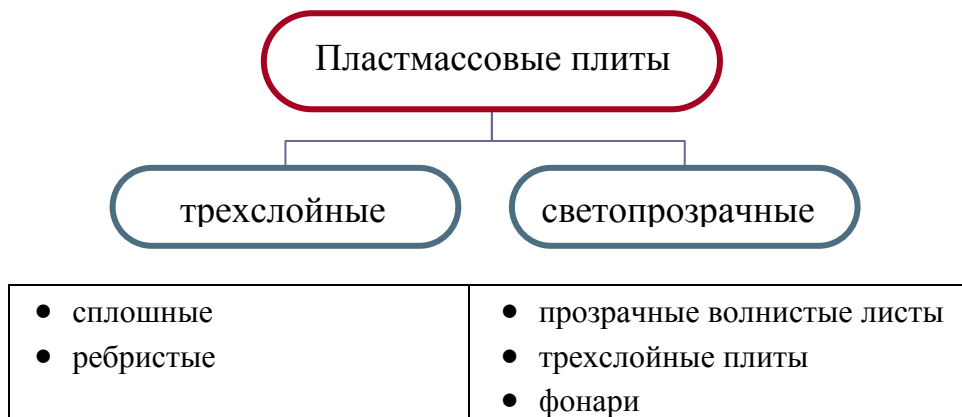 Пластмассовые плиты
трехслойные
светопрозрачные
• сплошные
• ребристые
• прозрачные волнистые листы
• трехслойные плиты
• фонари